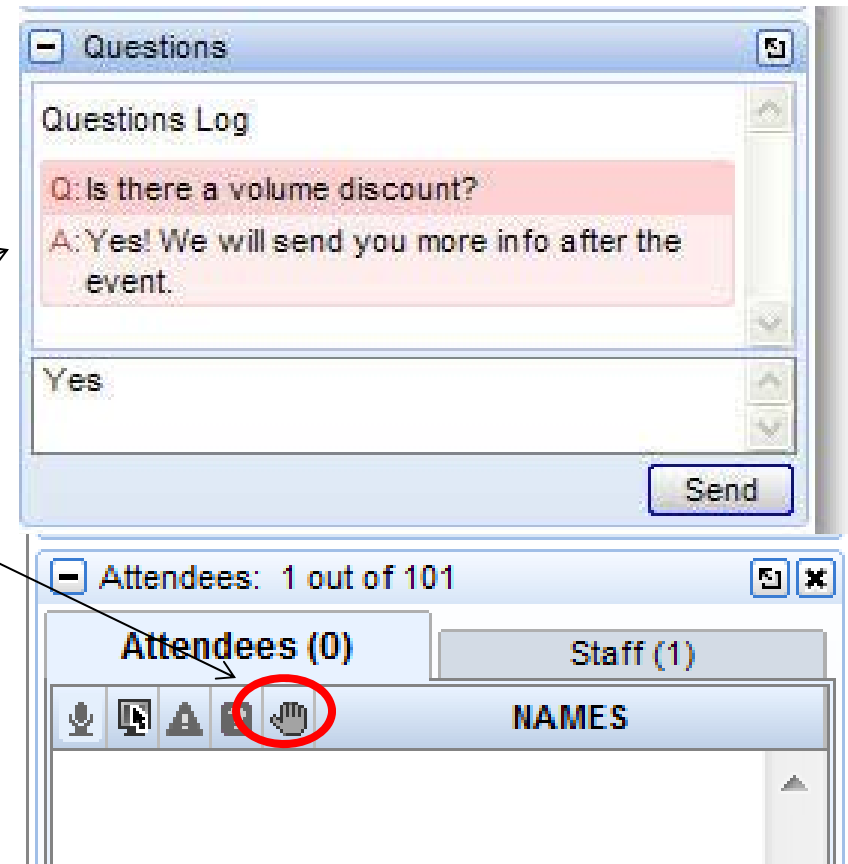 Questions
Questions Log
Q: Is there a volume discount?
A: Yes! We will send you more info after the
event.
Yes
Send
Attendees: 1 out of 101
Attendees (0)
Staff (1)
NAMES